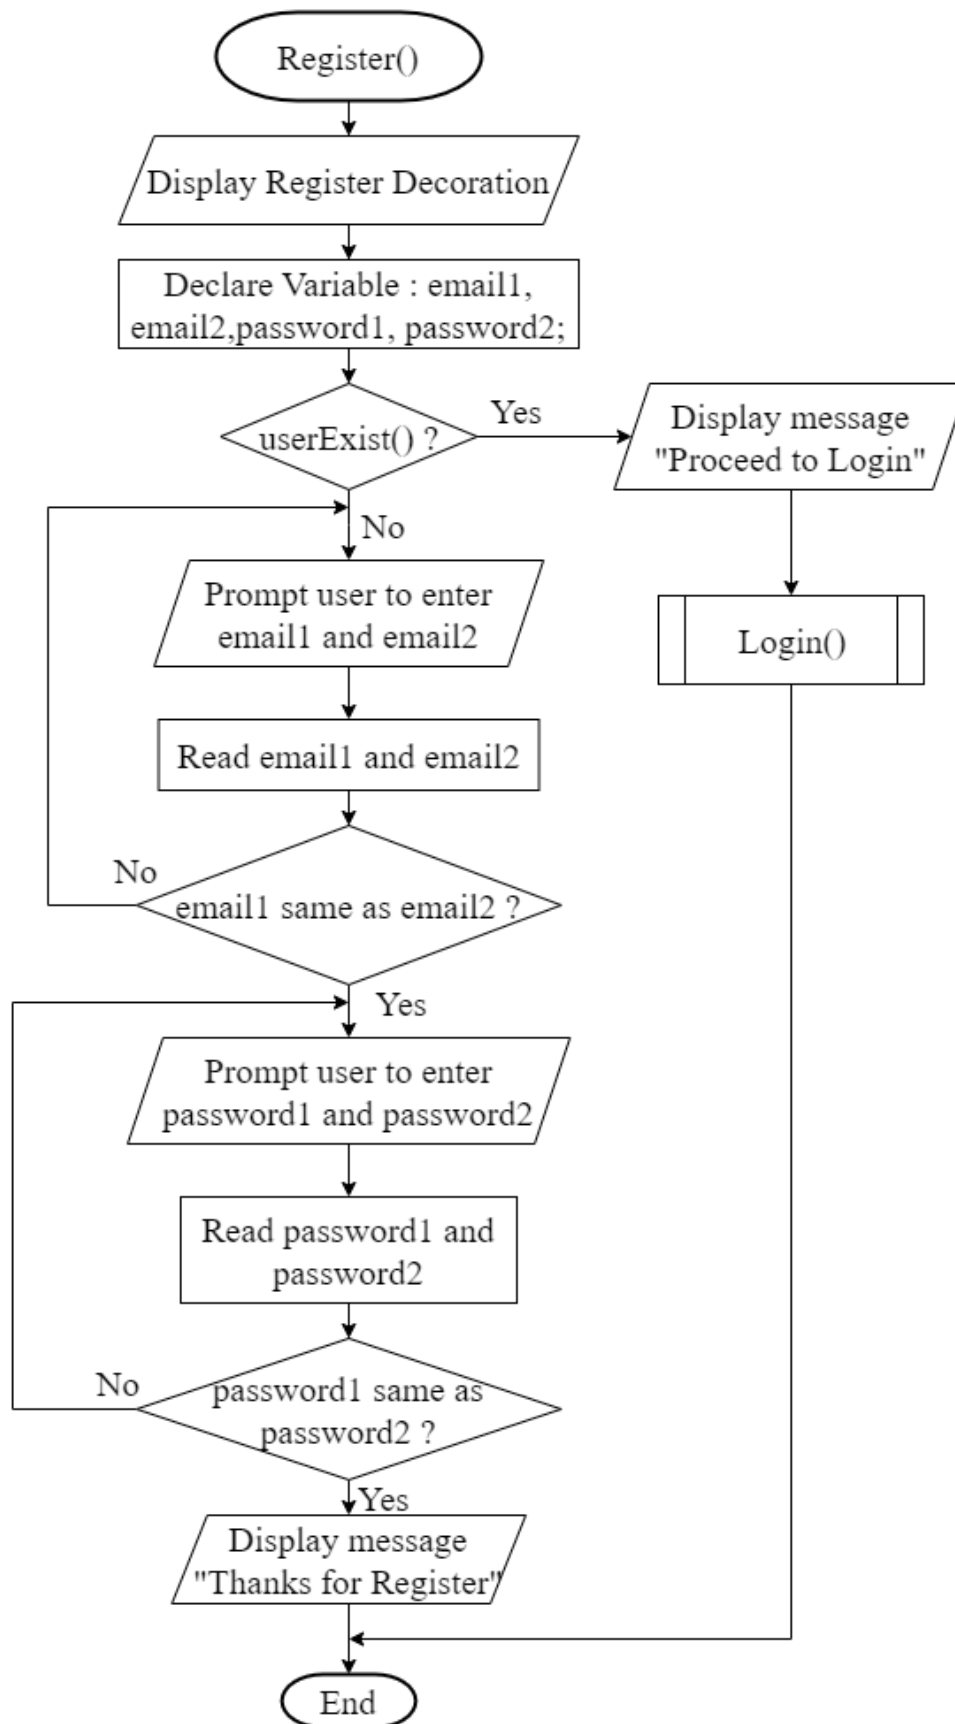 Register()
Display Register Decoration
Declare Variable : email1,
email2,password1, password2;
userExist() ?
Yes
Display message
"Proceed to Login"
No
Prompt user to enter
email1 and email2
Login()
Read email1 and email2
No
email1 same as email2 ?
Yes
Prompt user to enter
password1 and password2
Read password1 and
password2
No
password1 same as
password2 ?
Yes
Display message
"Thanks for Register"
End